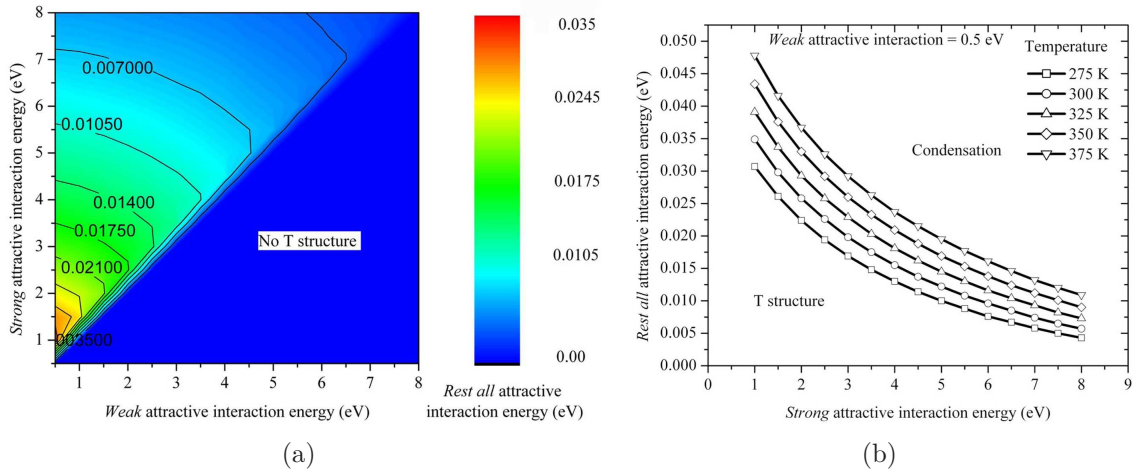 8
7
6
5
4
3
2
1
Strong attractive interaction energy (eV)
0.007000
0.01050
0.01400
0.01750
0.02100
003500
No T structure
1 2 3 4 5 6 7 8
Weak attractive interaction energy (eV)
0.035
0.0245
0.0175
0.0105
0.00
Rest all attractive
interaction energy (eV)
(a)
0.050
0.045
0.040
0.035
0.030
0.025
0.020
0.015
0.010
0.005
0.000
Rest all attractive interaction energy (eV)
Weak attractive interaction = 0.5 eV
Temperature
275 K
300 K
325 K
350 K
375 K
Condensation
T structure
0 1 2 3 4 5 6 7 8 9
Strong attractive interaction energy (eV)
(b)